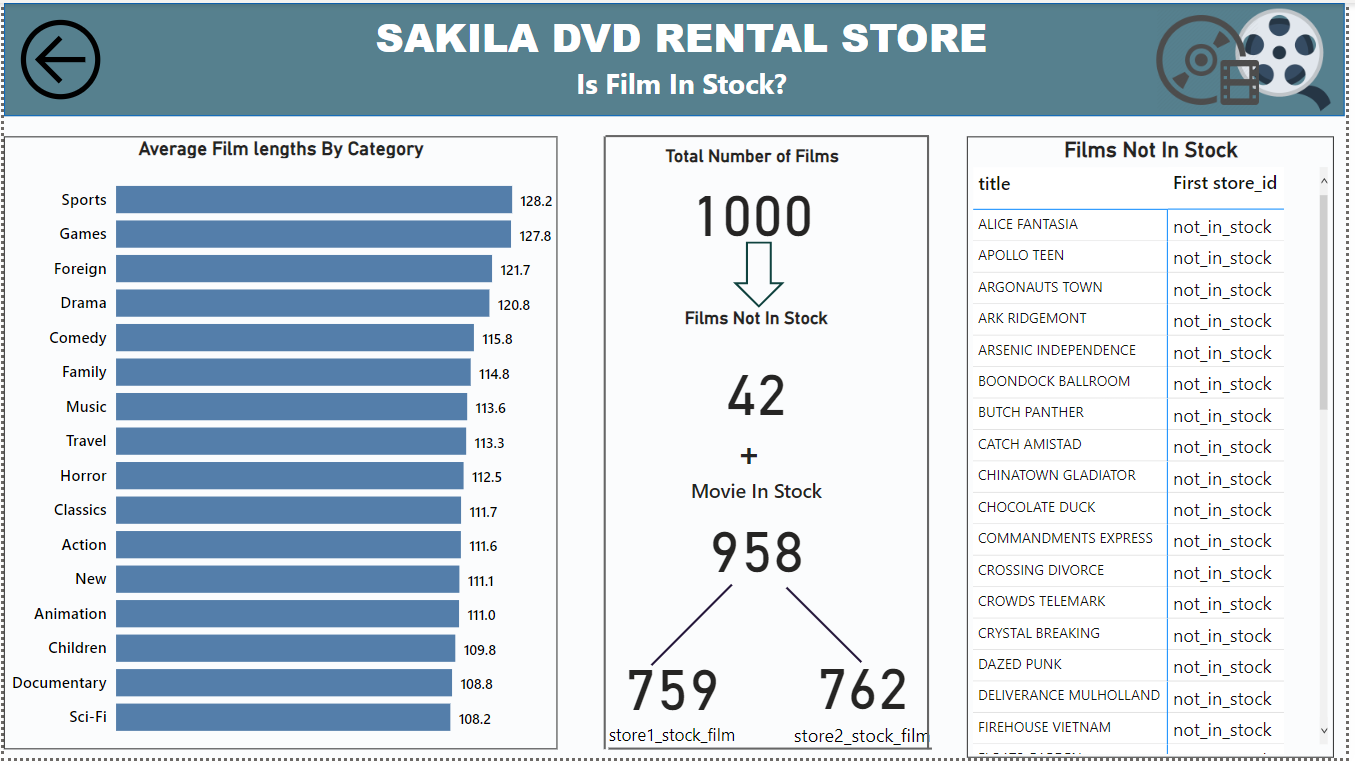 SAKILA DVD RENTAL STORE
Is Film In Stock?
Average Film lengths By Category
Sports 128.2
Games 127.8
Foreign 121.7
Drama 120.8
Comedy 115.8
Family 114.8
Music 113.6
Travel 113.3
Horror 112.5
Classics 111.7
Action 111.6
New 111.1
Animation 111.0
Children 109.8
Documentary 108.8
Sci-Fi 108.2
Total Number of Films
1000
Films Not In Stock
42
+
Movie In Stock
958
759 762
store1_stock_film store2_stock_film
Films Not In Stock
title First store_id
ALICE FANTASIA not_in_stock
APOLLO TEEN not_in_stock
ARGONAUTS TOWN not_in_stock
ARK RIDGEMONT not_in_stock
ARSENIC INDEPENDENCE not_in_stock
BOONDOCK BALLROOM not_in_stock
BUTCH PANTHER not_in_stock
CATCH AMISTAD not_in_stock
CHINATOWN GLADIATOR not_in_stock
CHOCOLATE DUCK not_in_stock
COMMANDMENTS EXPRESS not_in_stock
CROSSING DIVORCE not_in_stock
CROWDS TELEMARK not_in_stock
CRYSTAL BREAKING not_in_stock
DAZED PUNK not_in_stock
DELIVERANCE MULHOLLAND not_in_stock
FIREHOUSE VIETNAM not_in_stock